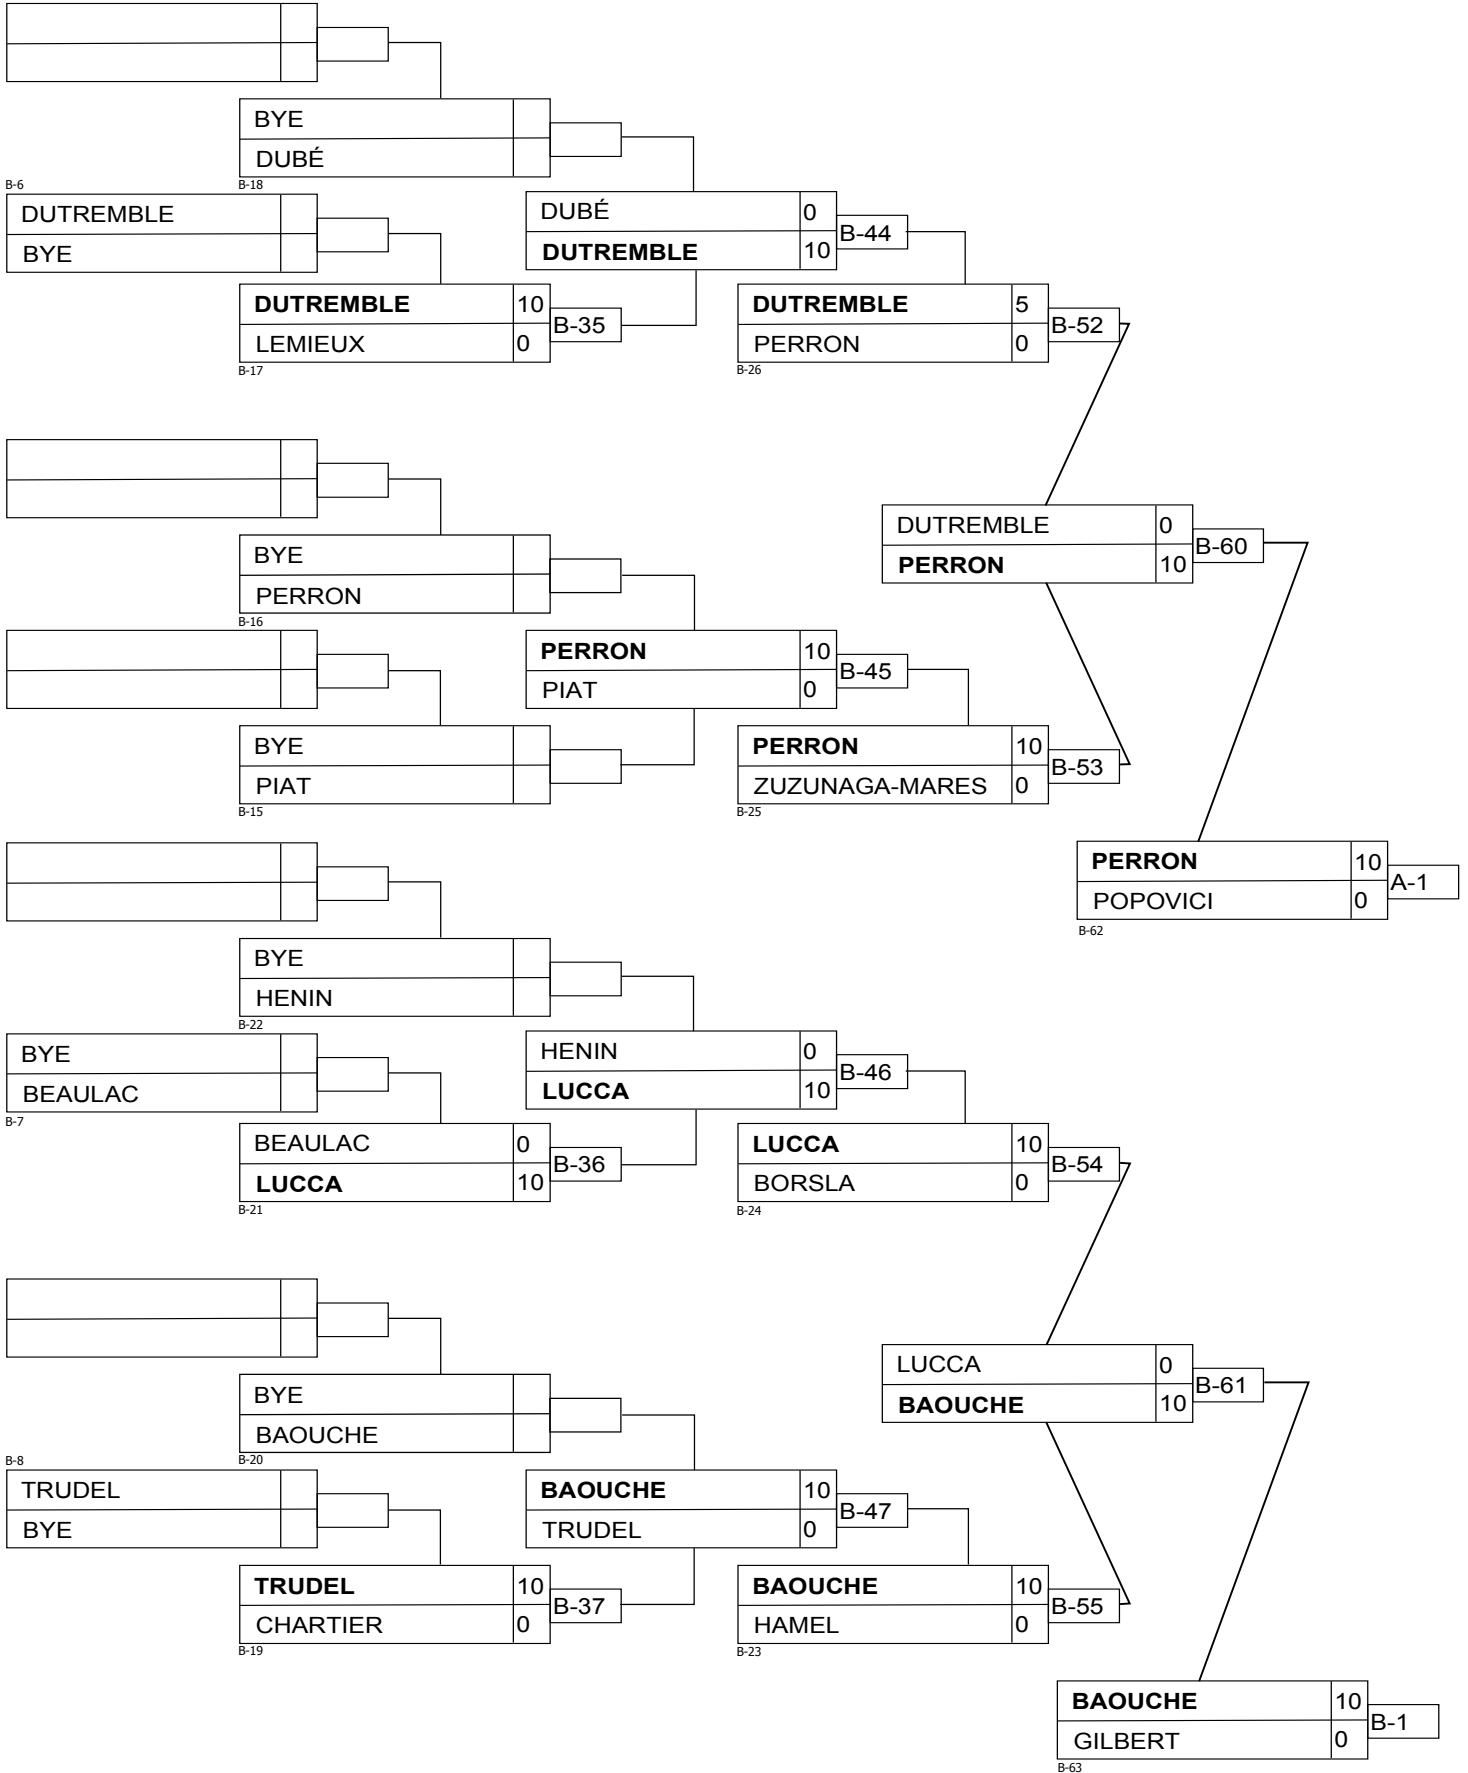 BYE
DUBÉ
B-6
B-18
DUTREMBLE
BYE
DUBÉ 0
DUTREMBLE 10
B-44
DUTREMBLE 10
LEMIEUX 0
B-35
B-17
DUTREMBLE 5
PERRON 0
B-52
B-26
DUTREMBLE 0
PERRON 10
B-60
BYE
PERRON
B-16
PERRON 10
PIAT 0
B-45
BYE
PIAT
B-15
PERRON 10
ZUZUNAGA-MARES 0
B-53
B-25
PERRON 10
POPOVICI 0
A-1
B-62
BYE
HENIN
B-22
BYE
BEAULAC
B-7
HENIN 0
LUCCA 10
B-46
BEAULAC 0
LUCCA 10
B-36
B-21
LUCCA 10
BORSLA 0
B-54
B-24
LUCCA 0
BAOUCHE 10
B-61
BYE
BAOUCHE
B-8
B-20
TRUDEL
BYE
BAOUCHE 10
TRUDEL 0
B-47
TRUDEL 10
CHARTIER 0
B-37
B-19
BAOUCHE 10
HAMEL 0
B-55
B-23
BAOUCHE 10
GILBERT 0
B-1
B-63